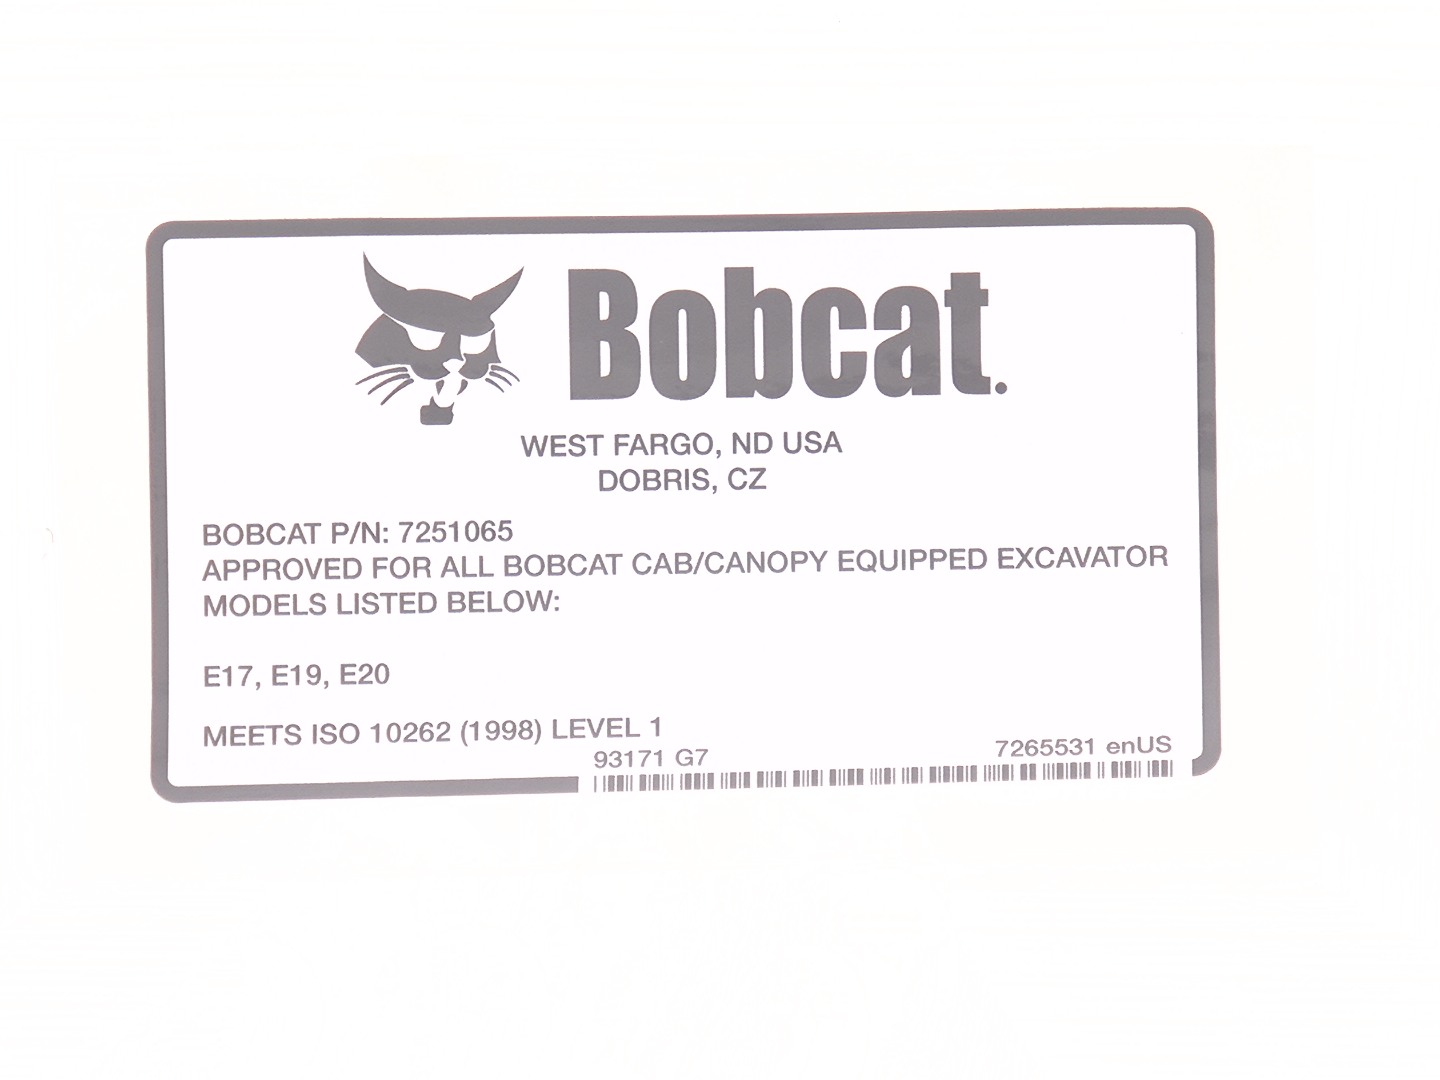 Bobcat.
WEST FARGO, ND USA
DOBRIS, CZ
BOBCAT P/N: 7251065
APPROVED FOR ALL BOBCAT CAB/CANOPY EQUIPPED EXCAVATOR
MODELS LISTED BELOW:
E17, E19, E20
MEETS ISO 10262 (1998) LEVEL 1
93171 G7 7265531 enUS